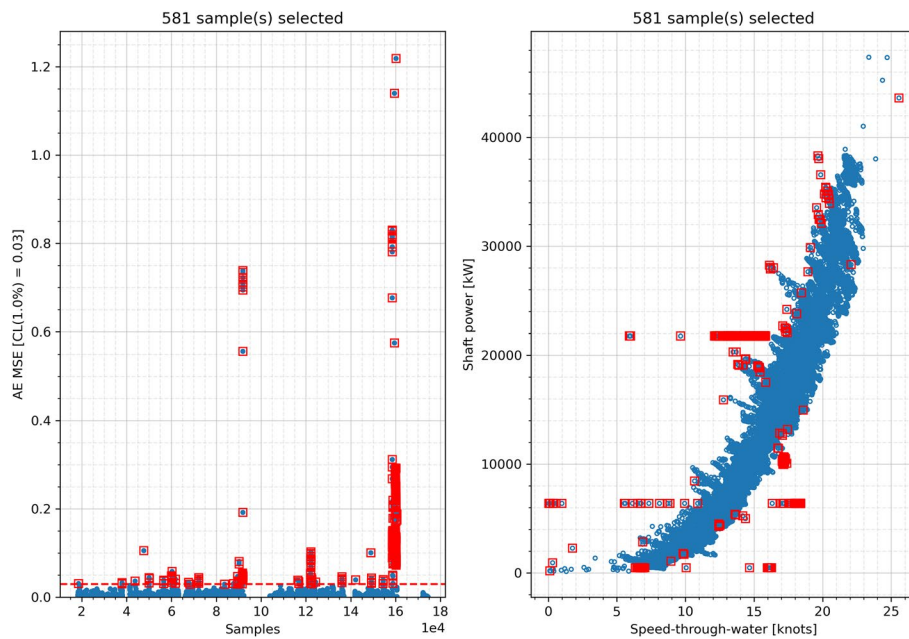 581 sample(s) selected
1.2
1.0
0.8
0.6
0.4
0.2
0.0
AE MSE [CL(1.0%) = 0.03]
2 4 6 8 10 12 14 16 18
1e4
Samples
581 sample(s) selected
40000
30000
20000
10000
0
Shaft power [kW]
0 5 10 15 20 25
Speed-through-water [knots]